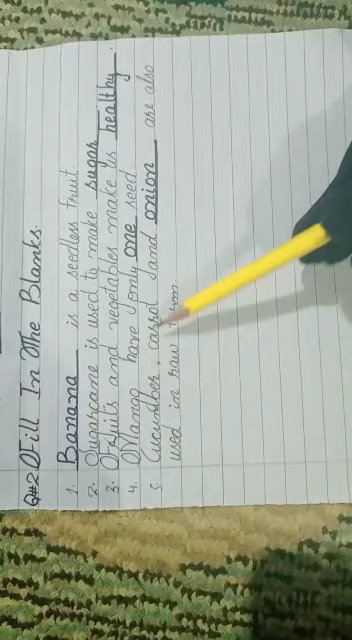 Q#2 Fill In The Blanks.
1. Banana is a seedless fruit.
2. Sugarcane is used to make sugar
3. Fruits and vegetables make us healthy.
4. Mango have only one seed
5. Cucumber, carrot and onion are also
used in raw